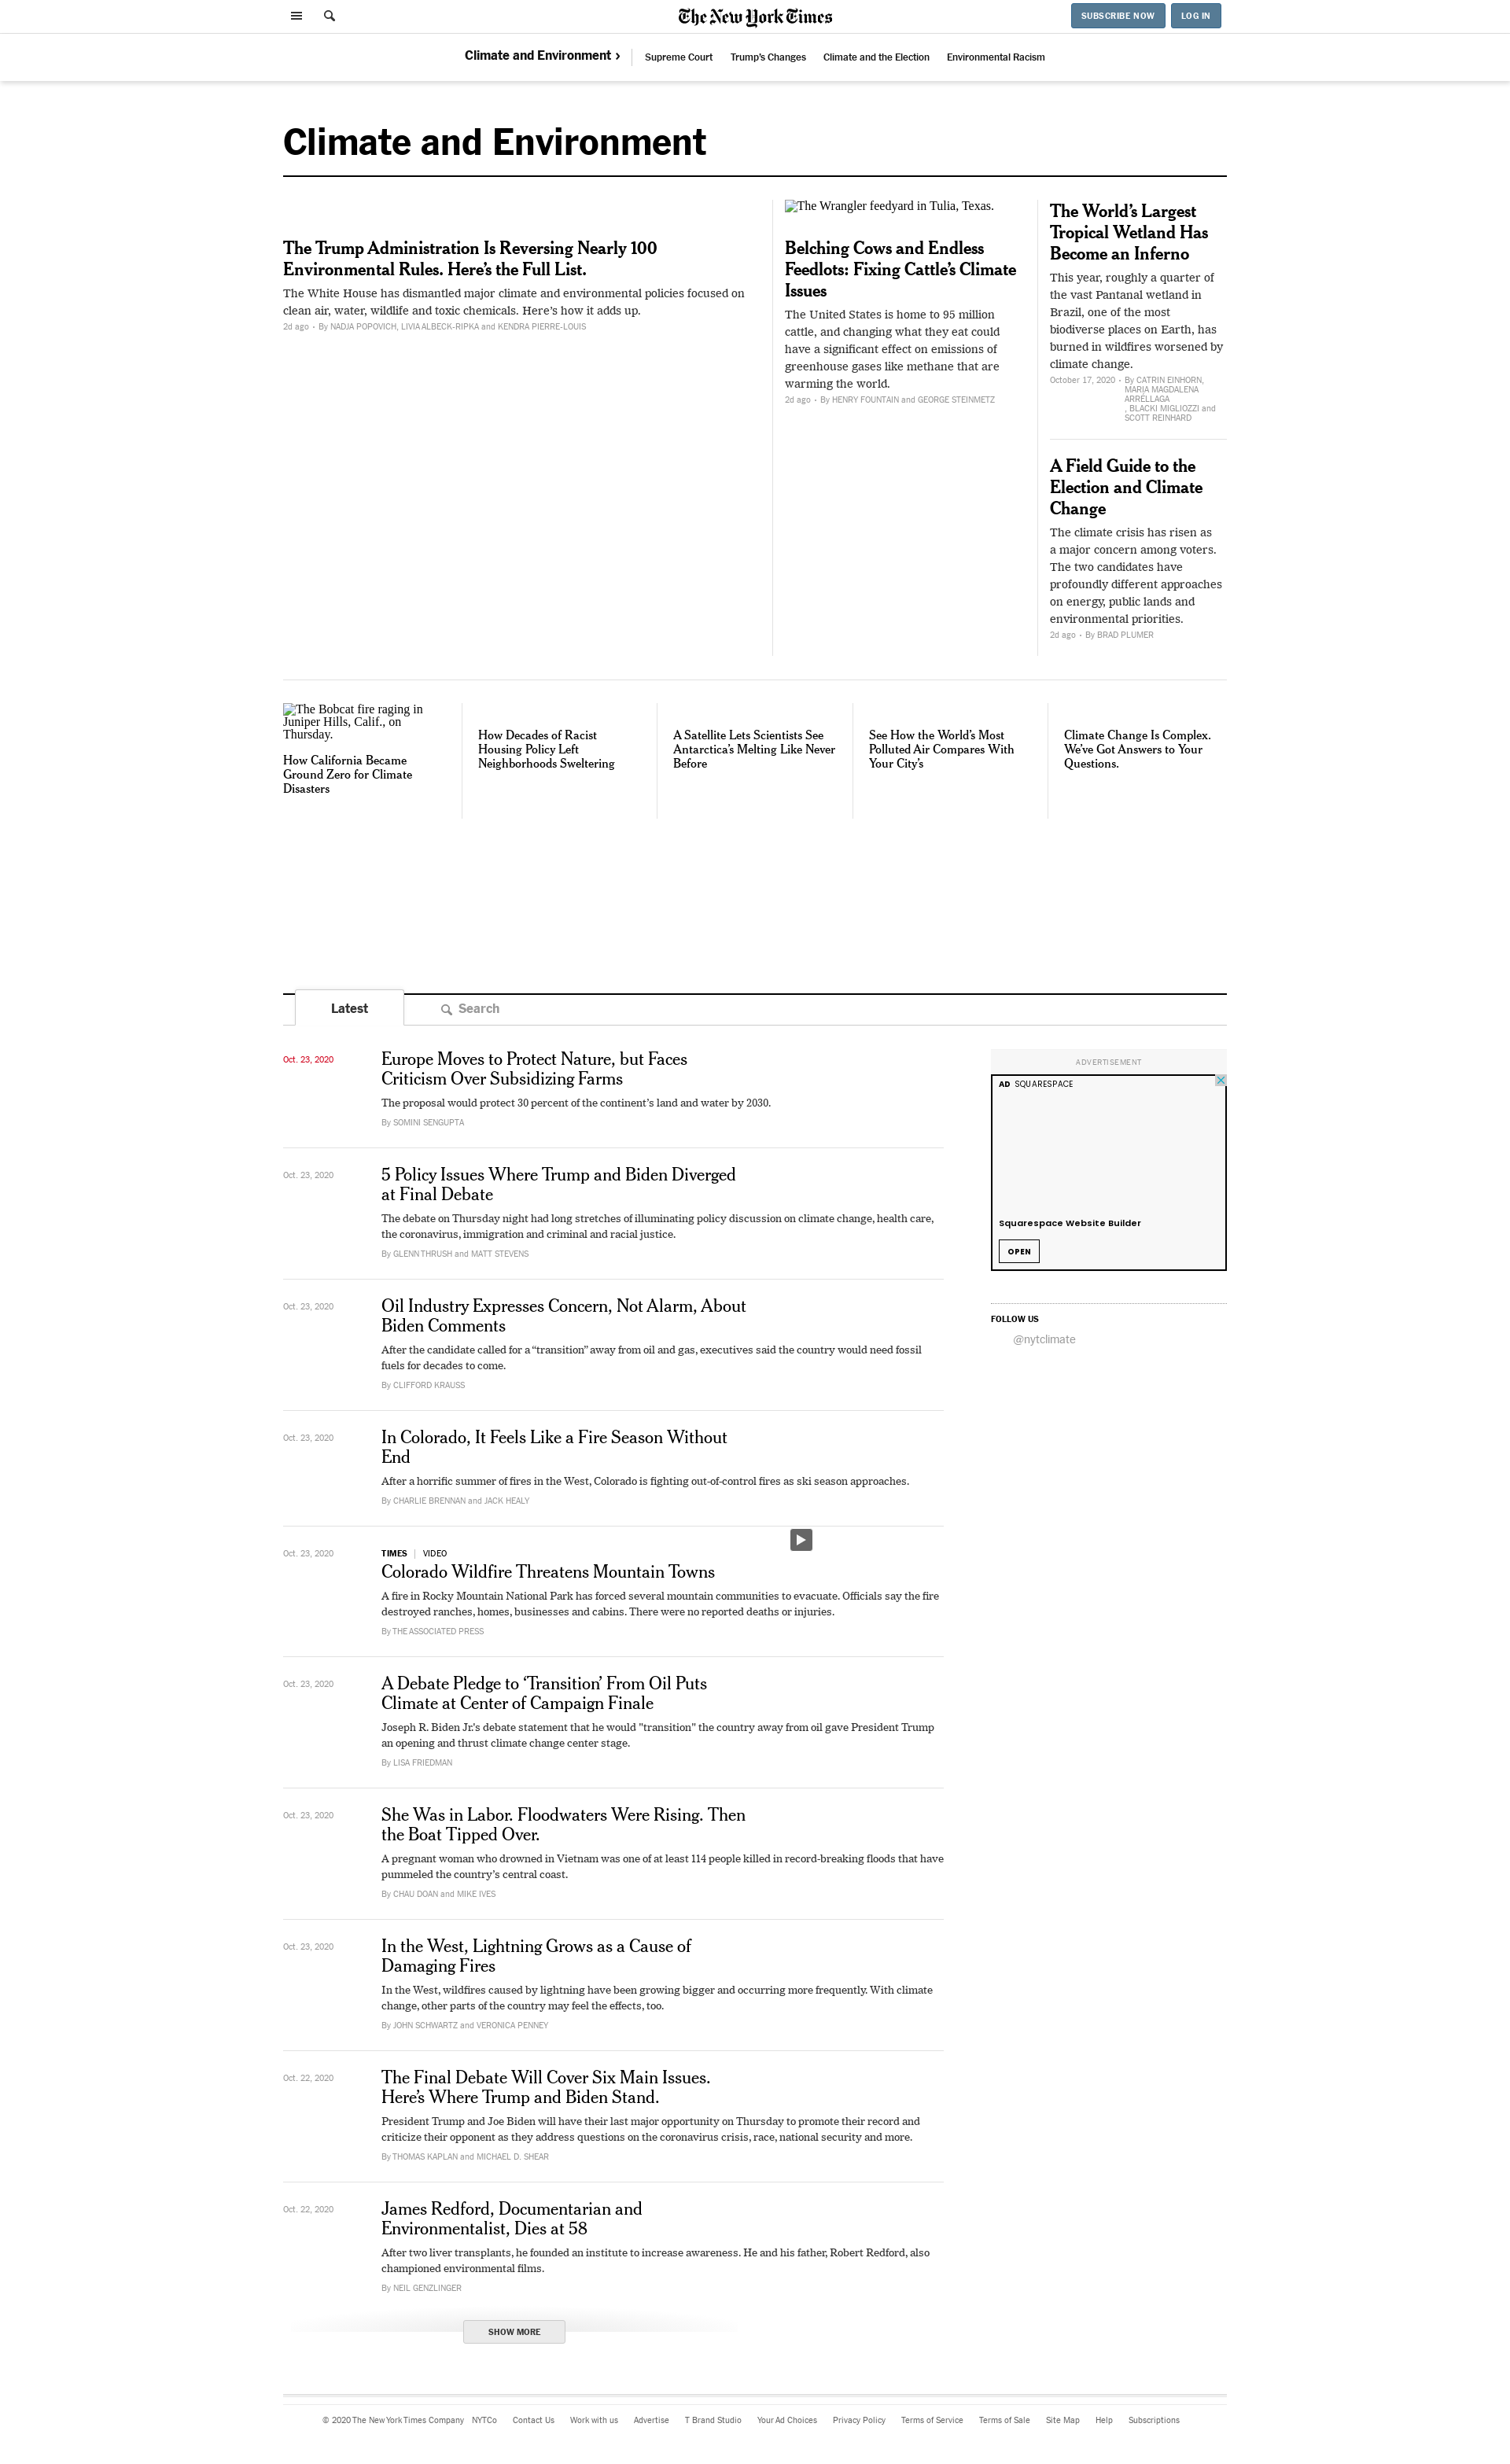 The New York Times
SUBSCRIBE NOW
LOG IN
Climate and Environment ›
Supreme Court
Trump's Changes
Climate and the Election
Environmental Racism
Climate and Environment
The Trump Administration Is Reversing Nearly 100
Environmental Rules. Here's the Full List.
The White House has dismantled major climate and environmental policies focused on
clean air, water, wildlife and toxic chemicals. Here's how it adds up.
2d ago · By NADJA POPOVICH, LIVIA ALBECK-RIPKA and KENDRA PIERRE-LOUIS
The Wrangler feedyard in Tulia, Texas.
Belching Cows and Endless
Feedlots: Fixing Cattle's Climate
Issues
The United States is home to 95 million
cattle, and changing what they eat could
have a significant effect on emissions of
greenhouse gases like methane that are
warming the world.
2d ago · By HENRY FOUNTAIN and GEORGE STEINMETZ
The World's Largest
Tropical Wetland Has
Become an Inferno
This year, roughly a quarter of
the vast Pantanal wetland in
Brazil, one of the most
biodiverse places on Earth, has
burned in wildfires worsened by
climate change.
October 17, 2020 · By CATRIN EINHORN,
MARIA MAGDALENA
ARRÉLLAGA
, BLACKI MIGLIOZZI and
SCOTT REINHARD
A Field Guide to the
Election and Climate
Change
The climate crisis has risen as
a major concern among voters.
The two candidates have
profoundly different approaches
on energy, public lands and
environmental priorities.
2d ago · By BRAD PLUMER
The Bobcat fire raging in
Juniper Hills, Calif., on
Thursday.
How California Became
Ground Zero for Climate
Disasters
How Decades of Racist
Housing Policy Left
Neighborhoods Sweltering
A Satellite Lets Scientists See
Antarctica's Melting Like Never
Before
See How the World's Most
Polluted Air Compares With
Your City's
Climate Change Is Complex.
We've Got Answers to Your
Questions.
Latest
Search
Oct. 23, 2020
Europe Moves to Protect Nature, but Faces
Criticism Over Subsidizing Farms
The proposal would protect 30 percent of the continent's land and water by 2030.
By SOMINI SENGUPTA
Oct. 23, 2020
5 Policy Issues Where Trump and Biden Diverged
at Final Debate
The debate on Thursday night had long stretches of illuminating policy discussion on climate change, health care,
the coronavirus, immigration and criminal and racial justice.
By GLENN THRUSH and MATT STEVENS
Oct. 23, 2020
Oil Industry Expresses Concern, Not Alarm, About
Biden Comments
After the candidate called for a “transition” away from oil and gas, executives said the country would need fossil
fuels for decades to come.
By CLIFFORD KRAUSS
Oct. 23, 2020
In Colorado, It Feels Like a Fire Season Without
End
After a horrific summer of fires in the West, Colorado is fighting out-of-control fires as ski season approaches.
By CHARLIE BRENNAN and JACK HEALY
Oct. 23, 2020
TIMES | VIDEO
Colorado Wildfire Threatens Mountain Towns
A fire in Rocky Mountain National Park has forced several mountain communities to evacuate. Officials say the fire
destroyed ranches, homes, businesses and cabins. There were no reported deaths or injuries.
By THE ASSOCIATED PRESS
Oct. 23, 2020
A Debate Pledge to ‘Transition’ From Oil Puts
Climate at Center of Campaign Finale
Joseph R. Biden Jr.'s debate statement that he would "transition" the country away from oil gave President Trump
an opening and thrust climate change center stage.
By LISA FRIEDMAN
Oct. 23, 2020
She Was in Labor. Floodwaters Were Rising. Then
the Boat Tipped Over.
A pregnant woman who drowned in Vietnam was one of at least 114 people killed in record-breaking floods that have
pummeled the country's central coast.
By CHAU DOAN and MIKE IVES
Oct. 23, 2020
In the West, Lightning Grows as a Cause of
Damaging Fires
In the West, wildfires caused by lightning have been growing bigger and occurring more frequently. With climate
change, other parts of the country may feel the effects, too.
By JOHN SCHWARTZ and VERONICA PENNEY
Oct. 22, 2020
The Final Debate Will Cover Six Main Issues.
Here's Where Trump and Biden Stand.
President Trump and Joe Biden will have their last major opportunity on Thursday to promote their record and
criticize their opponent as they address questions on the coronavirus crisis, race, national security and more.
By THOMAS KAPLAN and MICHAEL D. SHEAR
Oct. 22, 2020
James Redford, Documentarian and
Environmentalist, Dies at 58
After two liver transplants, he founded an institute to increase awareness. He and his father, Robert Redford, also
championed environmental films.
By NEIL GENZLINGER
SHOW MORE
ADVERTISEMENT
AD SQUARESPACE
Squarespace Website Builder
OPEN
FOLLOW US
@nytclimate
© 2020 The New York Times Company
NYTCo
Contact Us
Work with us
Advertise
T Brand Studio
Your Ad Choices
Privacy Policy
Terms of Service
Terms of Sale
Site Map
Help
Subscriptions